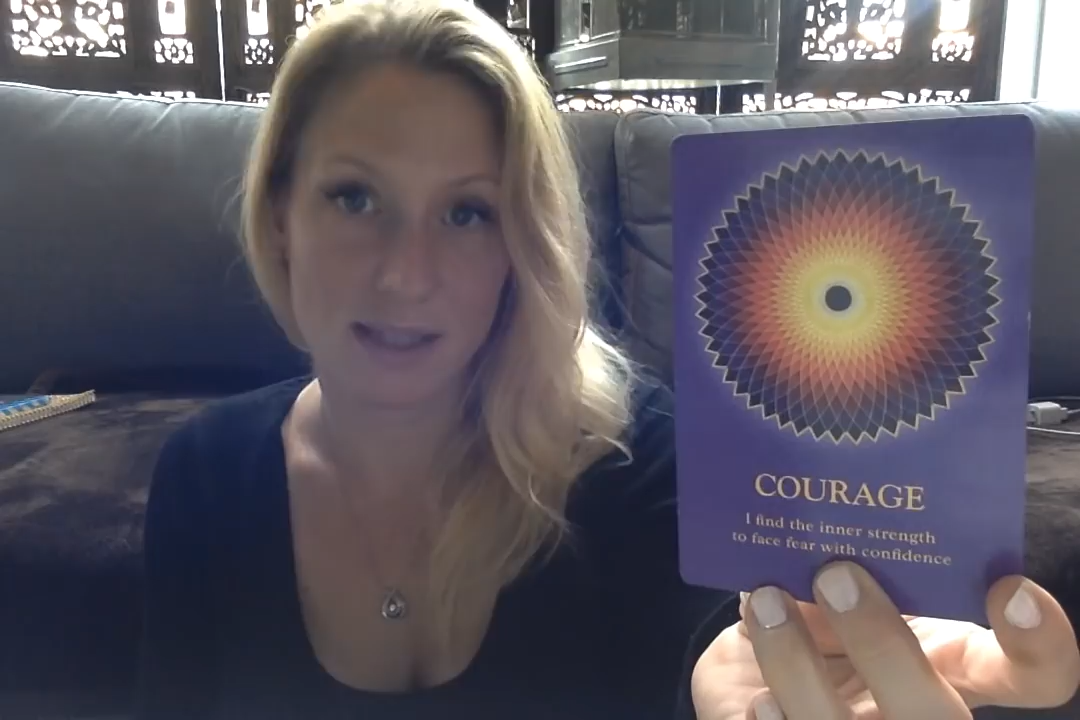 COURAGE
I find the inner strength
to face fear with confidence